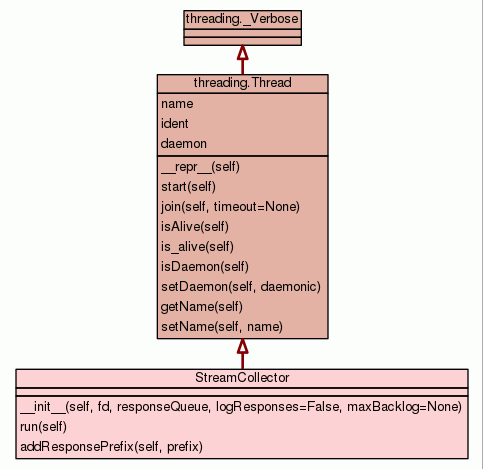 threading._Verbose
threading.Thread
name
ident
daemon
__repr__(self)
start(self)
join(self, timeout=None)
isAlive(self)
is_alive(self)
isDaemon(self)
setDaemon(self, daemonic)
getName(self)
setName(self, name)
StreamCollector
__init__(self, fd, responseQueue, logResponses=False, maxBacklog=None)
run(self)
addResponsePrefix(self, prefix)